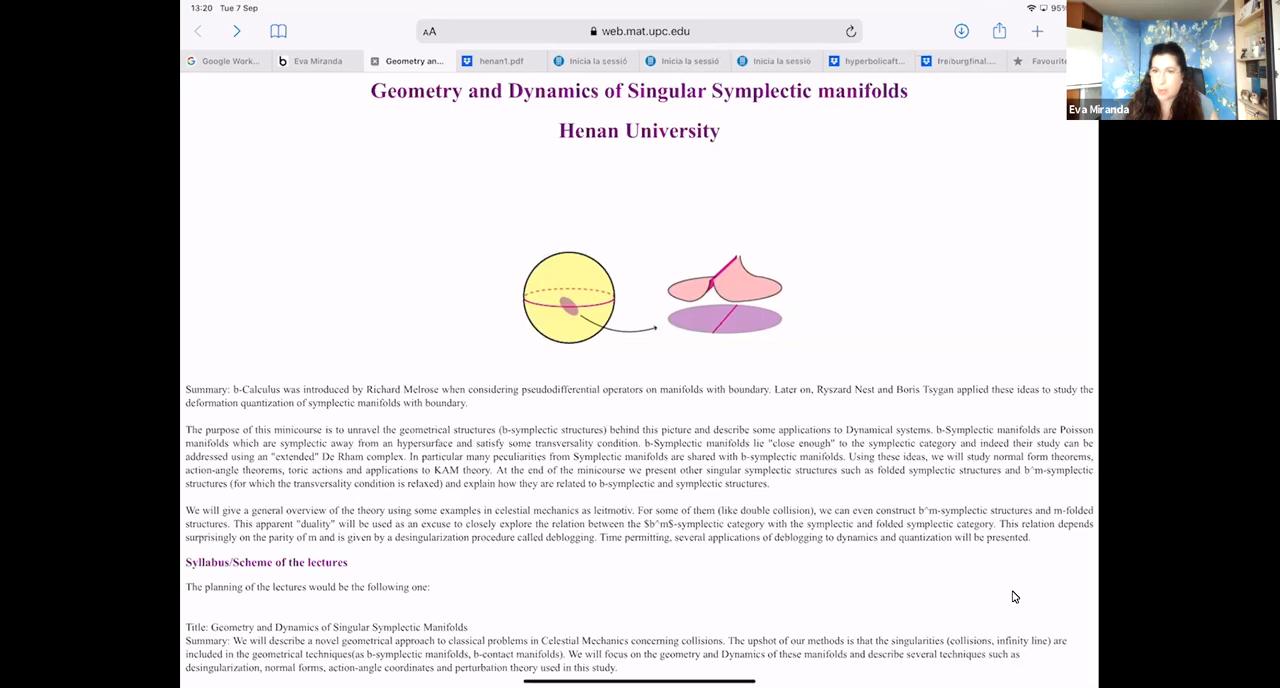 13:20 Tue 7 Sep
95%
AA
web.mat.upc.edu
Google Work...
Eva Miranda
Geometry an...
henan1.pdf
Inicia la sessió
Inicia la sessió
Inicia la sessió
hyperbolicaft...
freiburgfinal....
Favourite
Eva Miranda
Geometry and Dynamics of Singular Symplectic manifolds
Henan University
Summary: b-Calculus was introduced by Richard Melrose when considering pseudodifferential operators on manifolds with boundary. Later on, Ryszard Nest and Boris Tsygan applied these ideas to study the
deformation quantization of symplectic manifolds with boundary.
The purpose of this minicourse is to unravel the geometrical structures (b-symplectic structures) behind this picture and describe some applications to Dynamical systems. b-Symplectic manifolds are Poisson
manifolds which are symplectic away from an hypersurface and satisfy some transversality condition. b-Symplectic manifolds lie "close enough" to the symplectic category and indeed their study can be
addressed using an "extended" De Rham complex. In particular many peculiarities from Symplectic manifolds are shared with b-symplectic manifolds. Using these ideas, we will study normal form theorems,
action-angle theorems, toric actions and applications to KAM theory. At the end of the minicourse we present other singular symplectic structures such as folded symplectic structures and b^m-symplectic
structures (for which the transversality condition is relaxed) and explain how they are related to b-symplectic and symplectic structures.
We will give a general overview of the theory using some examples in celestial mechanics as leitmotiv. For some of them (like double collision), we can even construct b^m-symplectic structures and m-folded
structures. This apparent "duality" will be used as an excuse to closely explore the relation between the $b^m$-symplectic category with the symplectic and folded symplectic category. This relation depends
surprisingly on the parity of m and is given by a desingularization procedure called deblogging. Time permitting, several applications of deblogging to dynamics and quantization will be presented.
Syllabus/Scheme of the lectures
The planning of the lectures would be the following one:
Title: Geometry and Dynamics of Singular Symplectic Manifolds
Summary: We will describe a novel geometrical approach to classical problems in Celestial Mechanics concerning collisions. The upshot of our methods is that the singularities (collisions, infinity line) are
included in the geometrical techniques(as b-symplectic manifolds, b-contact manifolds). We will focus on the geometry and Dynamics of these manifolds and describe several techniques such as
desingularization, normal forms, action-angle coordinates and perturbation theory used in this study.